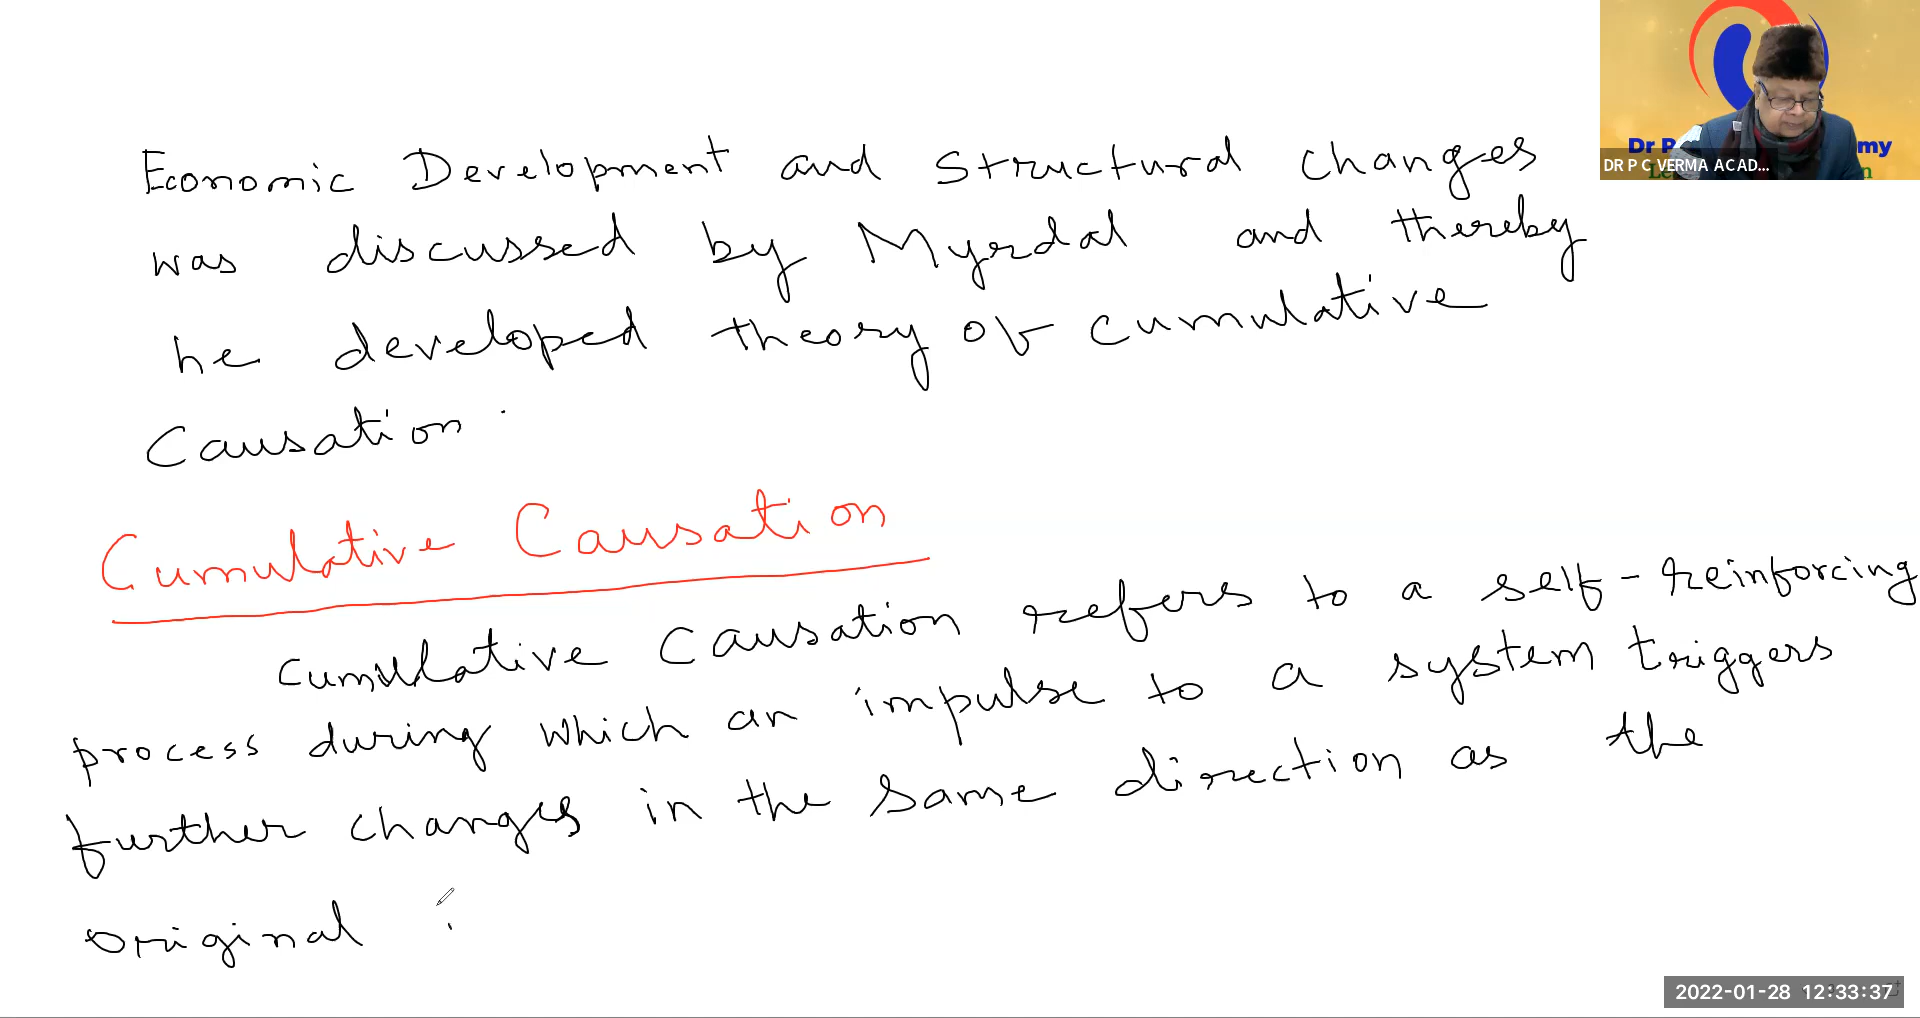 Economic Development and structural changes
was discussed by Myrdal and thereby
he developed theory of cumulative
Causation.
Cumulative Causation
Cumulative Causation refers to a self-reinforcing
process during which an impulse to a system triggers
further changes in the same direction as the
original
Dr P my
DR P C VERMA ACAD...
2022-01-28 12:33:37